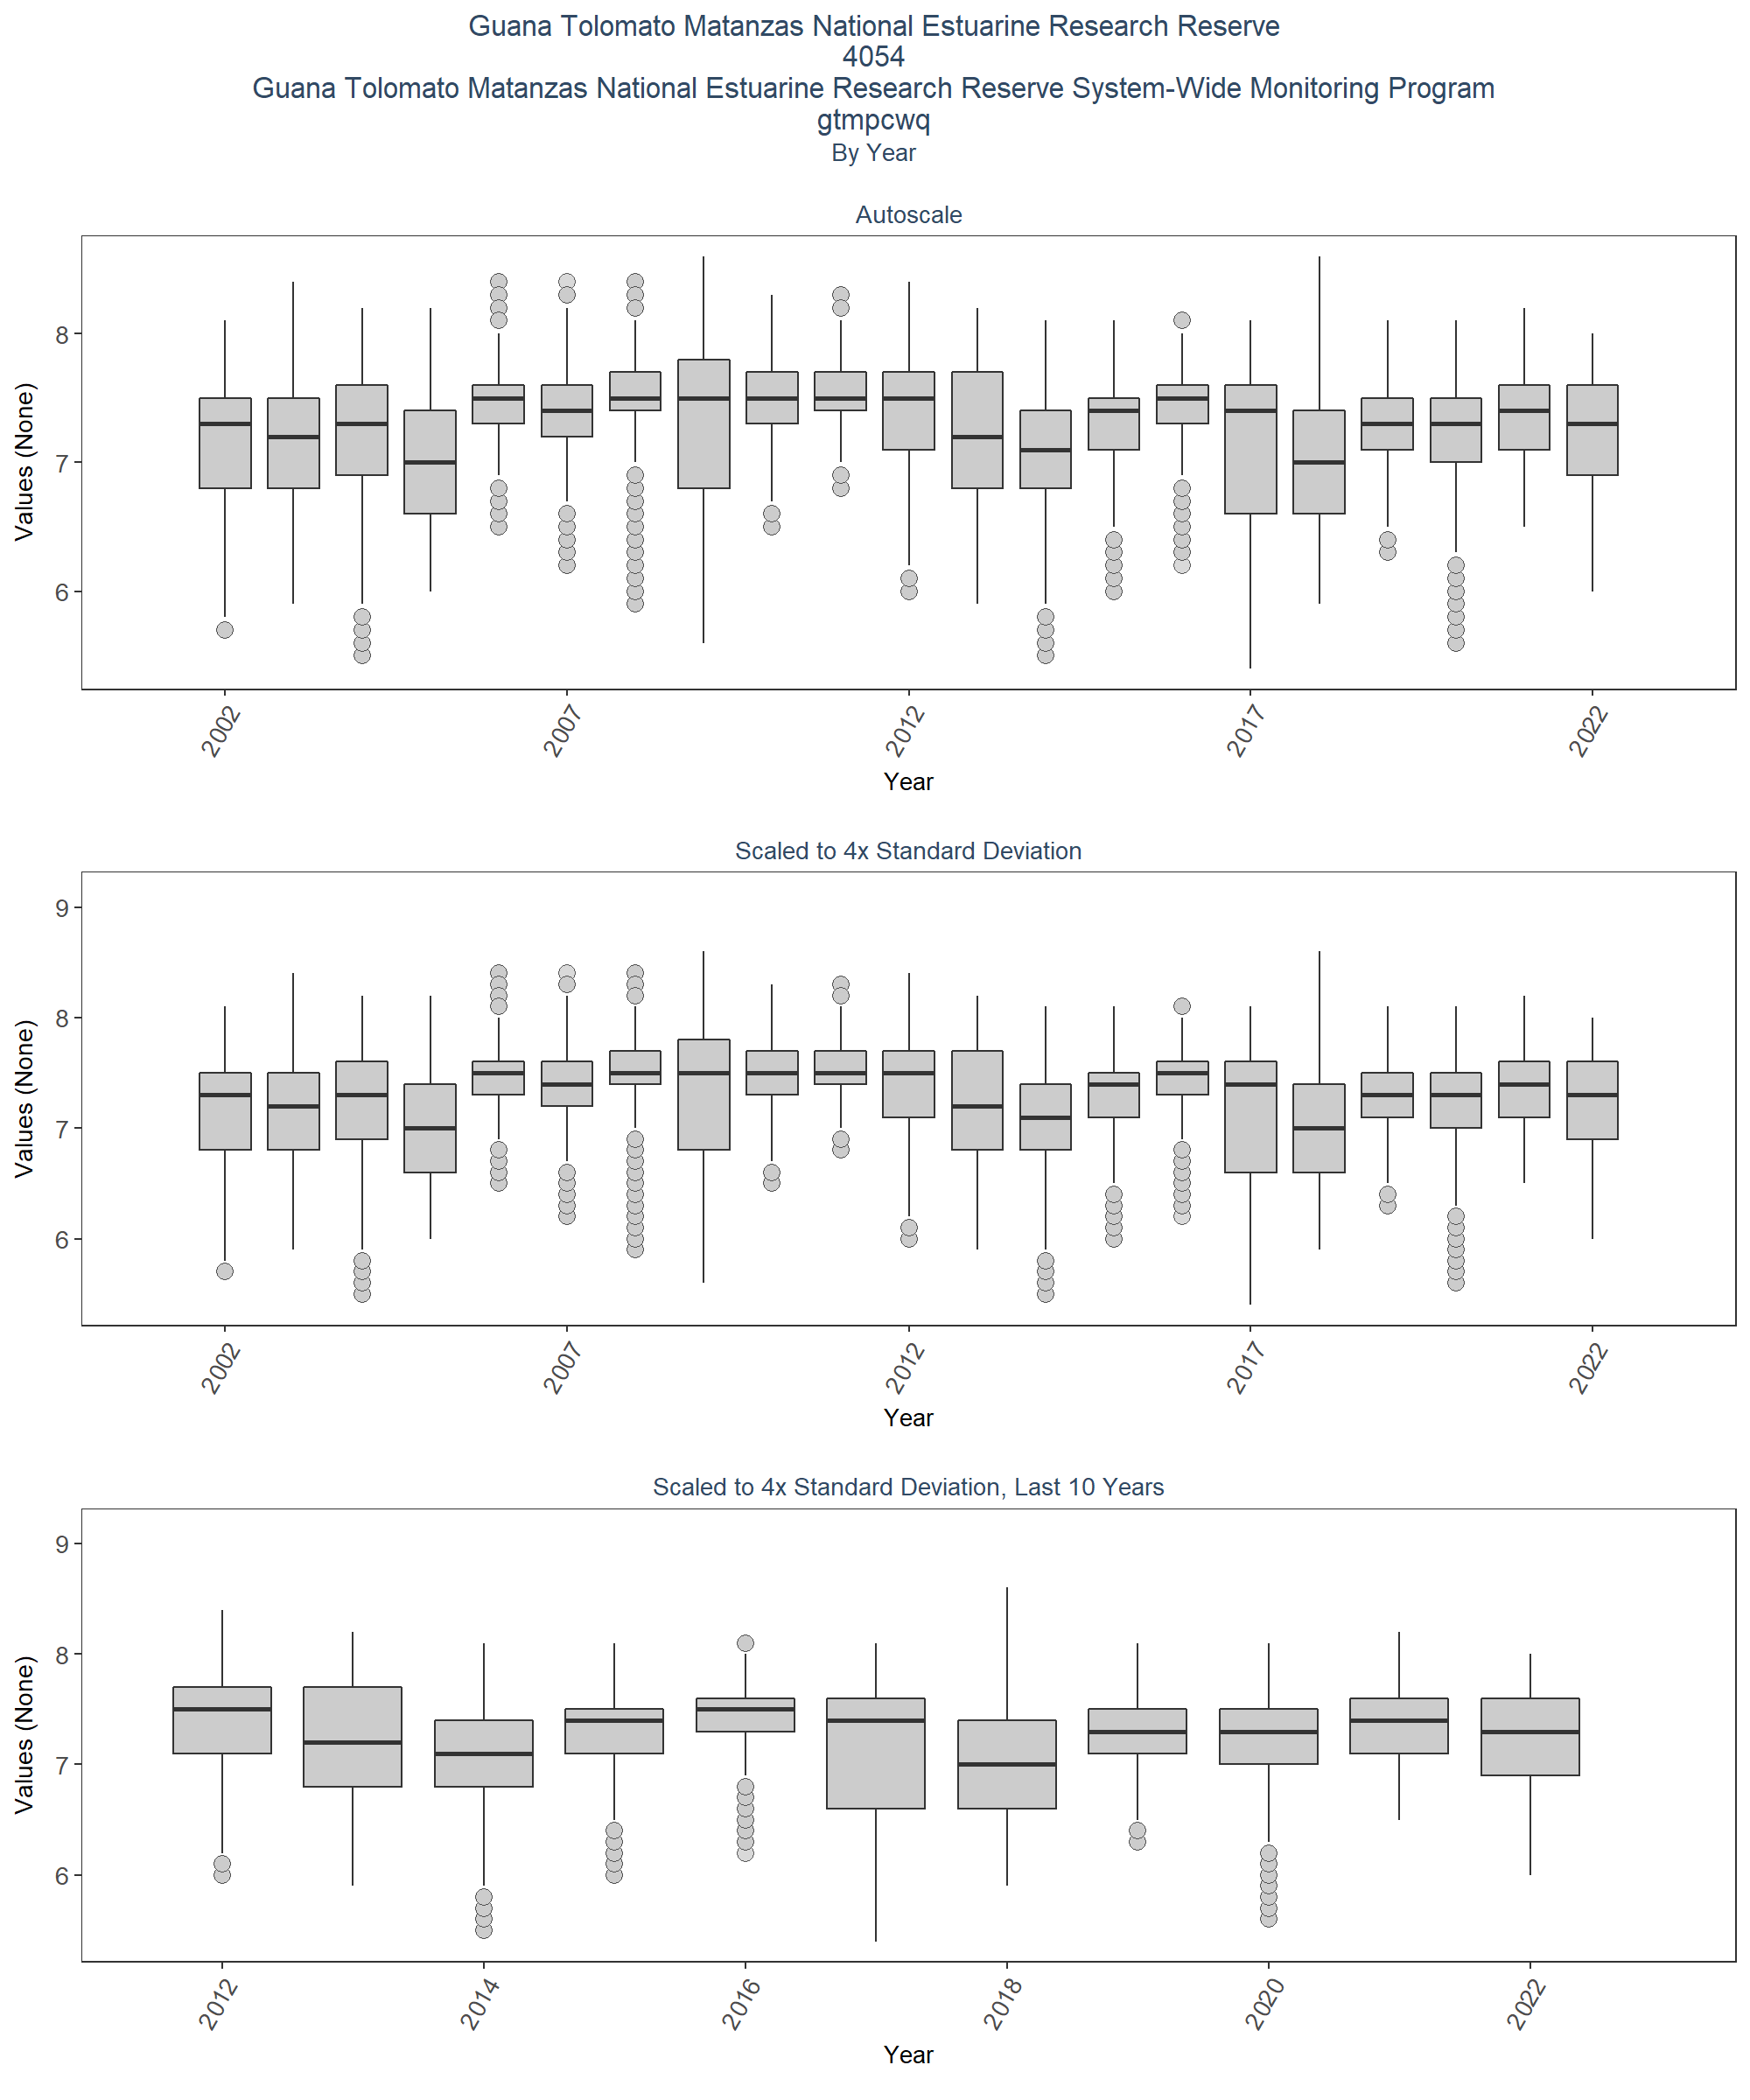 Guana Tolomato Matanzas National Estuarine Research Reserve
4054
Guana Tolomato Matanzas National Estuarine Research Reserve System-Wide Monitoring Program
gtmpcwq
By Year
Autoscale
Values (None)
8
7
6
2002
2007
2012
2017
2022
Year
Scaled to 4x Standard Deviation
Values (None)
9
8
7
6
2002
2007
2012
2017
2022
Year
Scaled to 4x Standard Deviation, Last 10 Years
Values (None)
9
8
7
6
2012
2014
2016
2018
2020
2022
Year